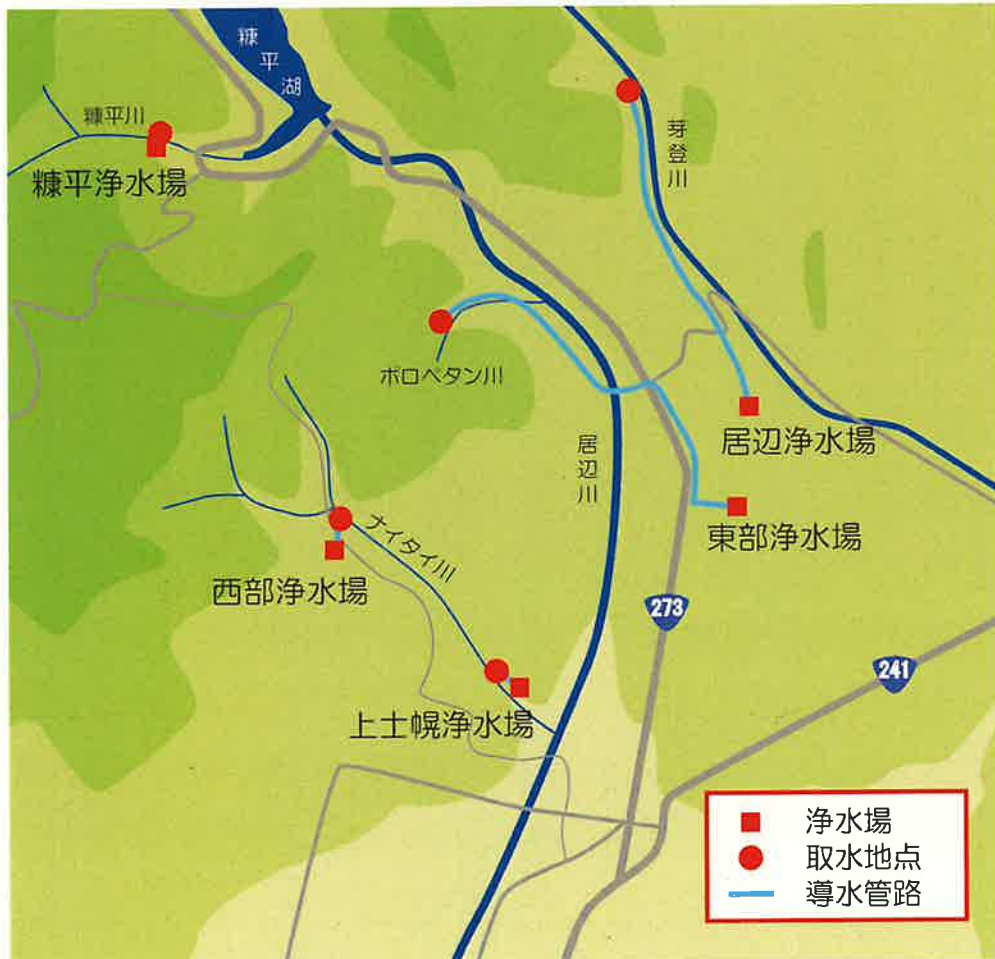 糠平湖
糠平川
糠平浄水場
芽登川
ポロペタン川
居辺川
居辺浄水場
東部浄水場
ナイタイ川
西部浄水場
273
241
上士幌浄水場
浄水場
取水地点
導水管路